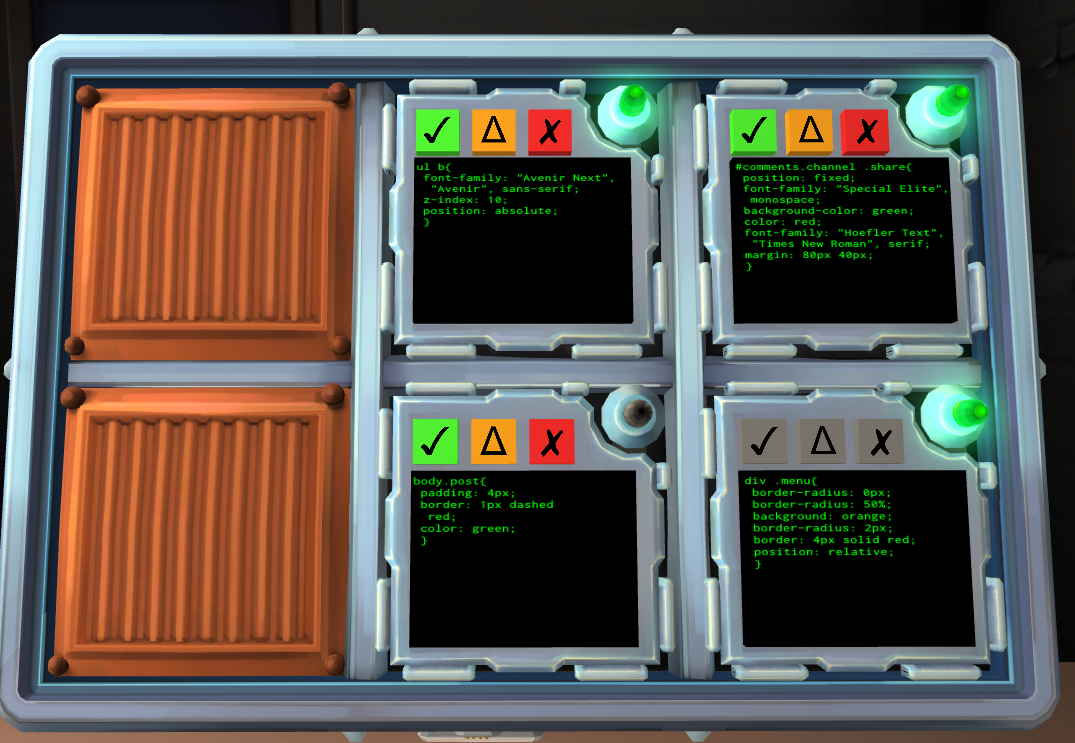 ✓ Δ ✗
ul b{
font-family: "Avenir Next",
"Avenir", sans-serif;
z-index: 10;
position: absolute;
}
✓ Δ ✗
#comments.channel .share{
position: fixed;
font-family: "Special Elite",
monospace;
background-color: green;
color: red;
font-family: "Hoefler Text",
"Times New Roman", serif;
margin: 80px 40px;
}
✓ Δ ✗
body.post{
padding: 4px;
border: 1px dashed
red;
color: green;
}
✓ Δ ✗
div .menu{
border-radius: 0px;
border-radius: 50%;
background: orange;
border-radius: 2px;
border: 4px solid red;
position: relative;
}